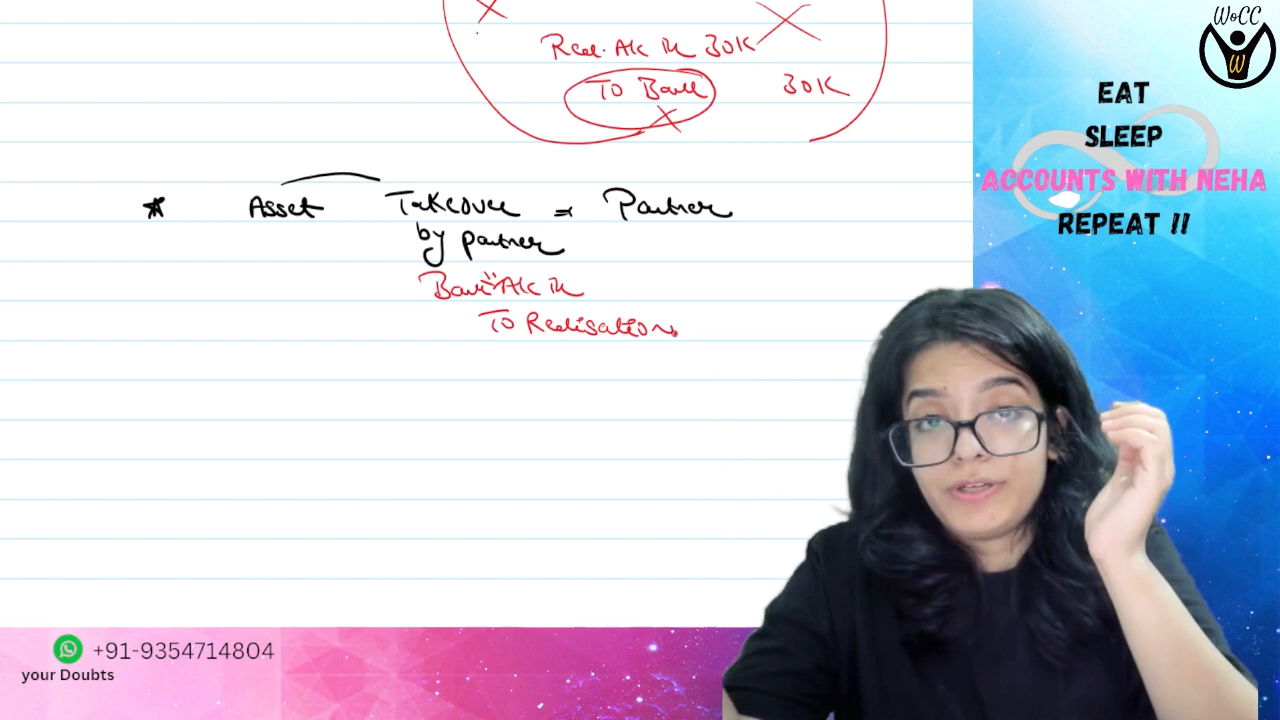 Real. A/c Dr 30K
To Bank 30K
* Asset Takeover = Partner
by partner
Bank A/c Dr
To Realisation
WoCC
W
EAT
SLEEP
ACCOUNTS WITH NEHA
REPEAT !!
+91-9354714804
your Doubts